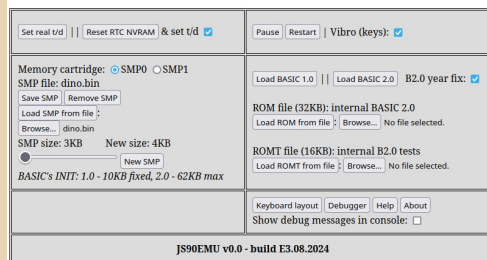 Set real t/d || Reset RTC NVRAM & set t/d
Pause Restart | Vibro (keys):
Memory cartridge: SMP0 SMP1
SMP file: dino.bin
Save SMP Remove SMP
Load SMP from file :
Browse... dino.bin
SMP size: 3KB New size: 4KB
New SMP
BASIC's INIT: 1.0 - 10KB fixed, 2.0 - 62KB max
Load BASIC 1.0 || Load BASIC 2.0 B2.0 year fix:
ROM file (32KB): internal BASIC 2.0
Load ROM from file : Browse... No file selected.
ROMT file (16KB): internal B2.0 tests
Load ROMT from file : Browse... No file selected.
Keyboard layout Debugger Help About
Show debug messages in console:
JS90EMU v0.0 - build E3.08.2024